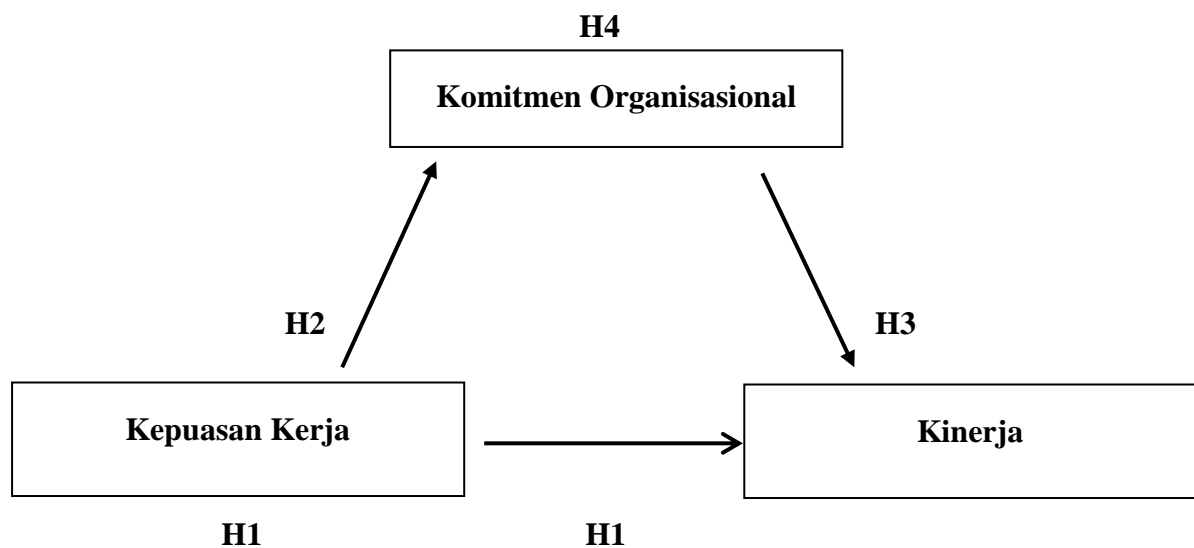 H4
Komitmen Organisasional
H2
H3
Kepuasan Kerja
Kinerja
H1
H1